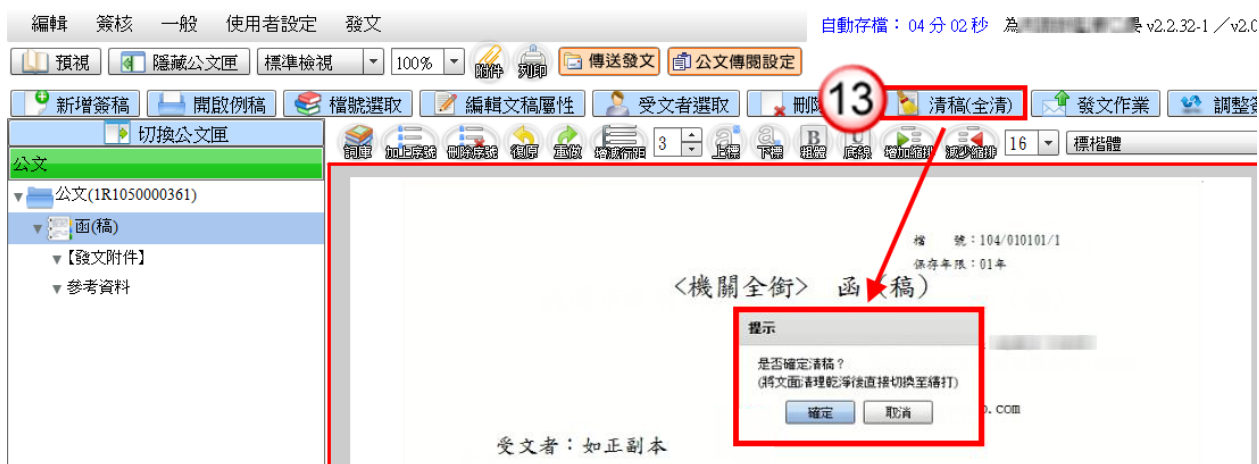 編輯 簽核 一般 使用者設定 發文 自動存檔：04 分 02 秒 為 v2.2.32-1 ／v2.0
預視 隱藏公文匣 標準檢視 100% 附件 列印 傳送發文 公文傳閱設定
新增簽稿 開啟例稿 檔號選取 編輯文稿屬性 受文者選取 刪除 13 清稿(全清) 發文作業 調整
切換公文匣 詞庫 加上序號 刪除序號 復原 重做 增減行距 3 上標 下標 粗體 底線 增加縮排 減少縮排 16 標楷體
公文
公文(1R1050000361)
函(稿)
【發文附件】
參考資料
檔 號：104/010101/1
保存年限：01年
<機關全銜> 函（稿）
提示
是否確定清稿？
(將文面清理乾淨後直接切換至繕打)
確定 取消
.com
受文者：如正副本